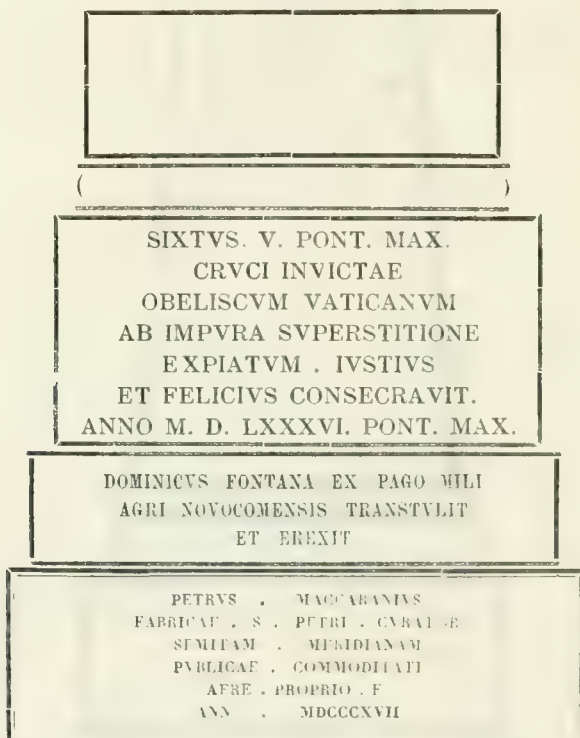 SIXTVS. V. PONT. MAX.
CRVCI INVICTAE
OBELISCVM VATICANVM
AB IMPVRA SVPERSTITIONE
EXPIATVM . IVSTIVS
ET FELICIVS CONSECRAVIT.
ANNO M. D. LXXXVI. PONT. MAX.
DOMINICVS FONTANA EX PAGO MILI
AGRI NOVOCOMENSIS TRANSTVLIT
ET EREXIT
PETRVS . MACCARANIVS
FABRICAE . S . PETRI .
SEMITAM . MERIDIANAM
PVBLICAE . COMMODITATI
AERE . PROPRIO . F
ANN . MDCCCXVII